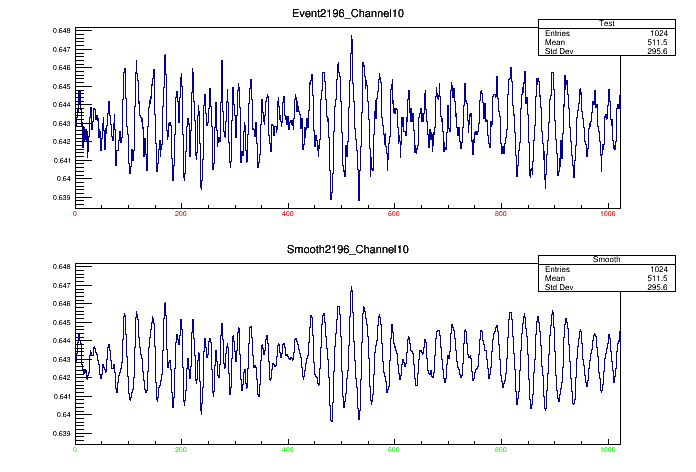 Event2196_Channel10
Test
Entries 1024
Mean 511.5
Std Dev 295.6
0.648
0.647
0.646
0.645
0.644
0.643
0.642
0.641
0.64
0.639
0 200 400 600 800 1000
Smooth2196_Channel10
Smooth
Entries 1024
Mean 511.5
Std Dev 295.6
0.648
0.647
0.646
0.645
0.644
0.643
0.642
0.641
0.64
0.639
0 200 400 600 800 1000